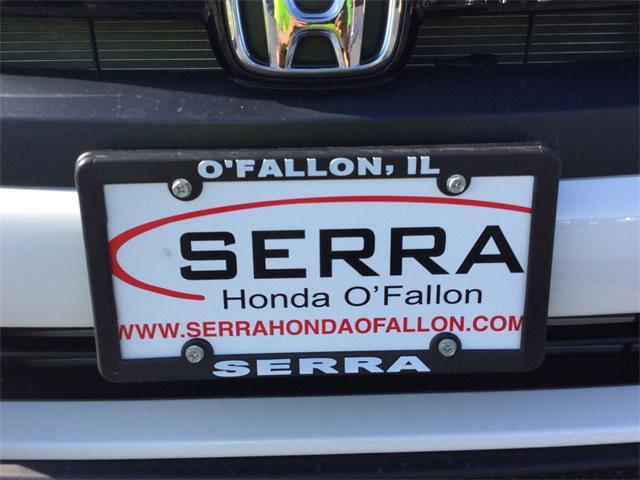 O'FALLON, IL
SERRA
Honda O'Fallon
WWW.SERRAHONDAOFALLON.COM
SERRA